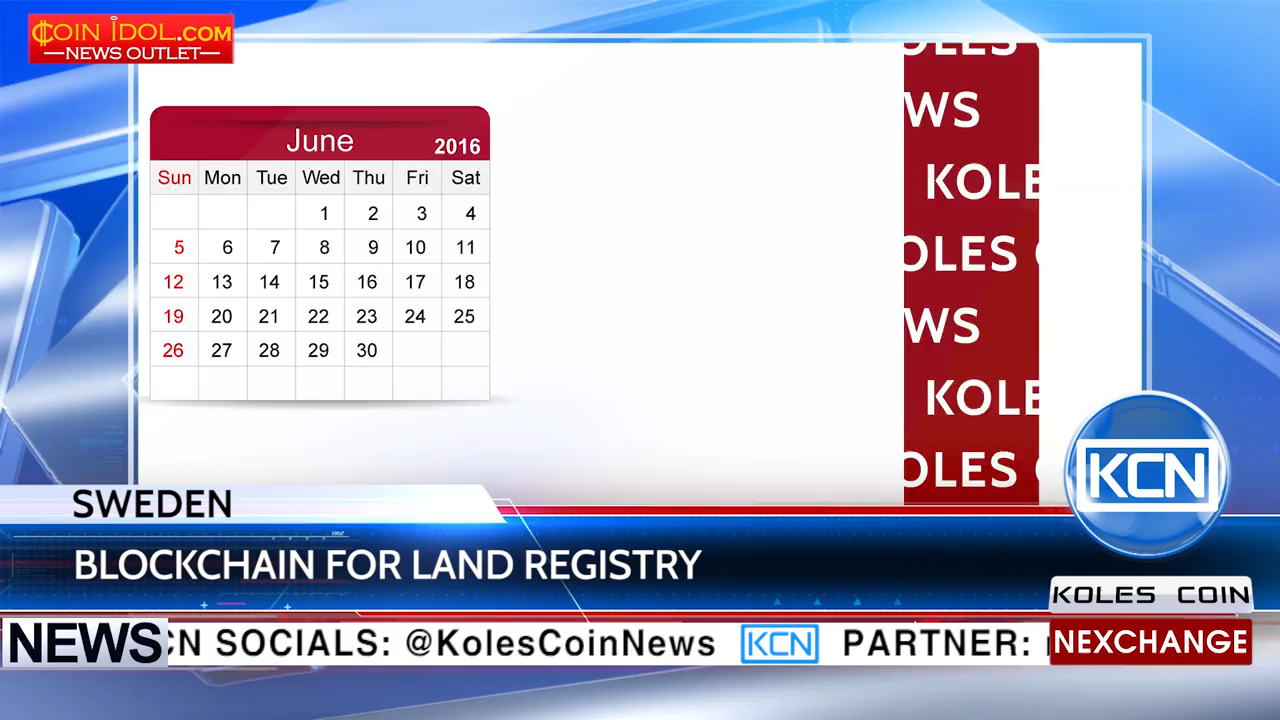 COIN IDOL.COM
NEWS OUTLET
June 2016
Sun Mon Tue Wed Thu Fri Sat
1 2 3 4
5 6 7 8 9 10 11
12 13 14 15 16 17 18
19 20 21 22 23 24 25
26 27 28 29 30
OLES
WS
KOLE
OLES
WS
KOLE
OLES
KCN
SWEDEN
BLOCKCHAIN FOR LAND REGISTRY
KOLES COIN
NEWS
CN SOCIALS: @KolesCoinNews KCN PARTNER:
NEXCHANGE